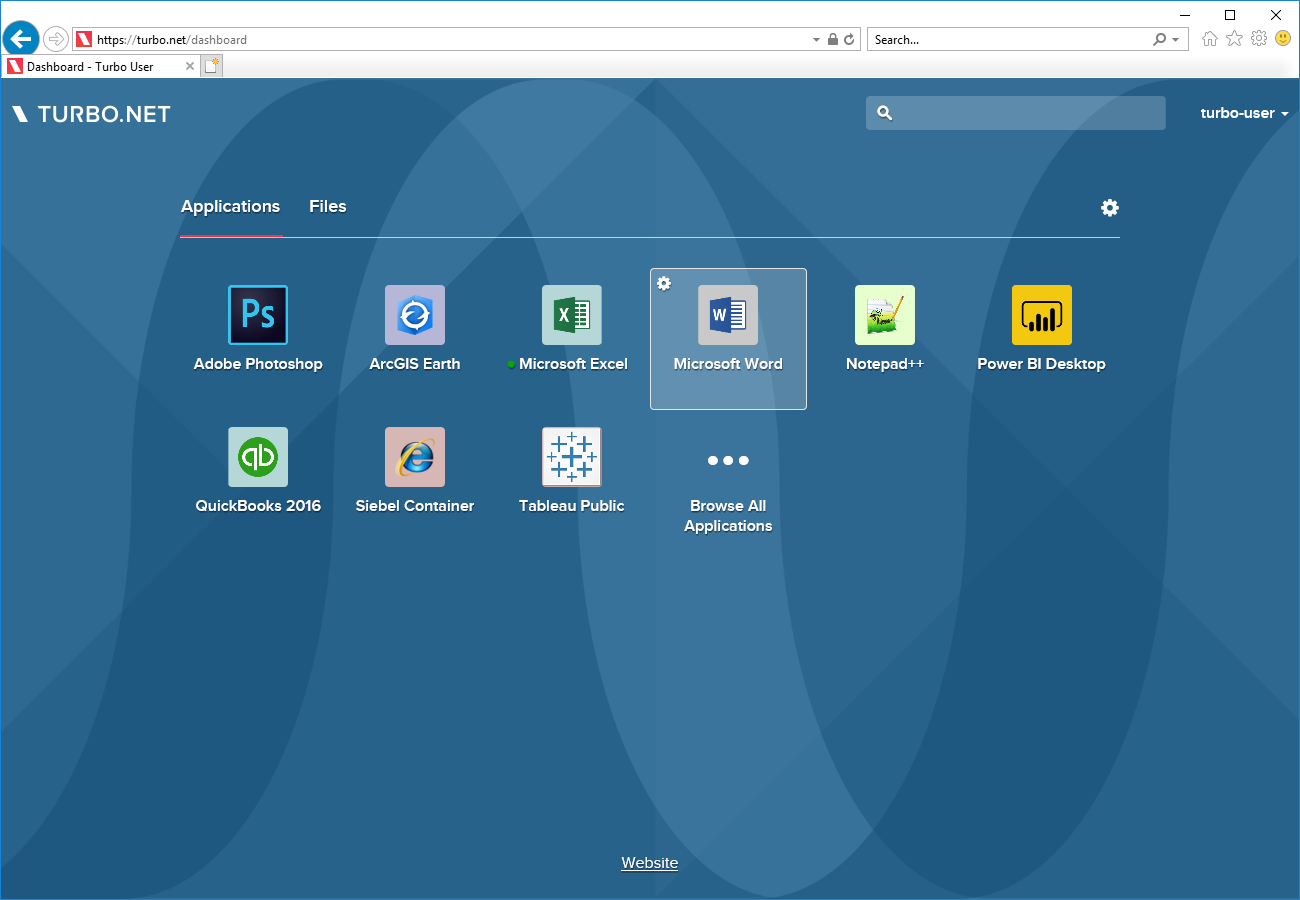 https://turbo.net/dashboard
Search...
Dashboard - Turbo User
TURBO.NET
turbo-user
Applications
Files
Ps
X
W
Adobe Photoshop
ArcGIS Earth
Microsoft Excel
Microsoft Word
Notepad++
Power BI Desktop
qb
QuickBooks 2016
Siebel Container
Tableau Public
Browse All
Applications
Website